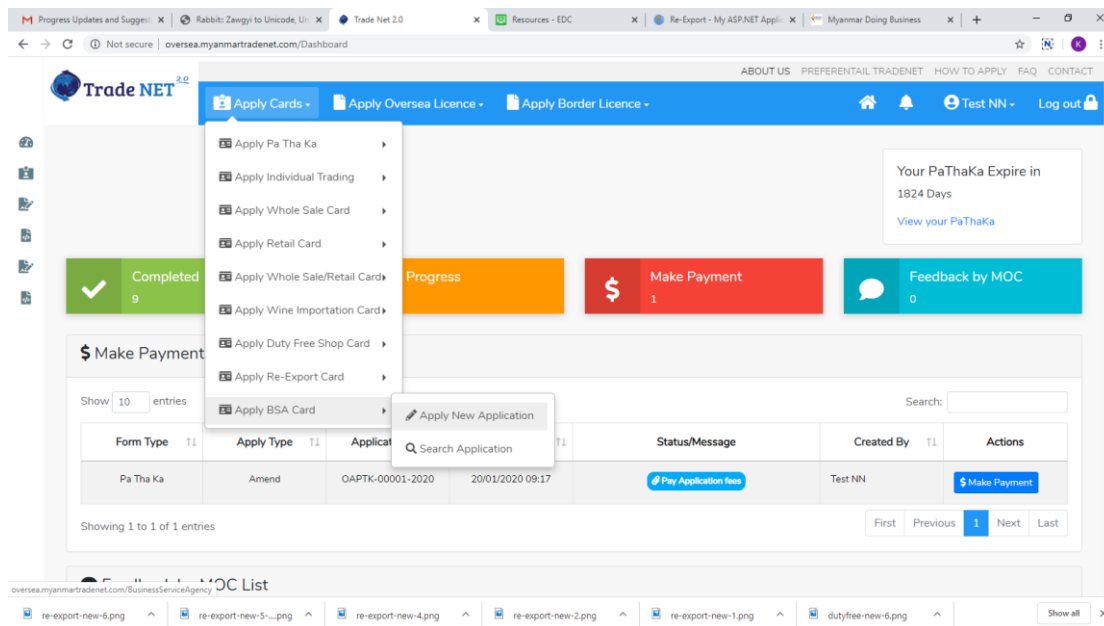 Progress Updates and Suggesti
Rabbit: Zawgyi to Unicode, Un
Trade Net 2.0
Resources - EDC
Re-Export - My ASP.NET Applic
Myanmar Doing Business
Not secure | oversea.myanmartradenet.com/Dashboard
N
K
ABOUT US PREFERENTAIL TRADENET HOW TO APPLY FAQ CONTACT
Trade NET 2.0
Apply Cards
Apply Oversea Licence
Apply Border Licence
Test NN
Log out
Apply Pa Tha Ka
Apply Individual Trading
Apply Whole Sale Card
Apply Retail Card
Apply Whole Sale/Retail Card
Apply Wine Importation Card
Apply Duty Free Shop Card
Apply Re-Export Card
Apply BSA Card
Apply New Application
Search Application
Your PaThaKa Expire in
1824 Days
View your PaThaKa
Completed
9
Progress
Make Payment
1
Feedback by MOC
0
$ Make Payment
Show 10 entries
Search:
Form Type Apply Type Applicat Status/Message Created By Actions
Pa Tha Ka Amend OAPTK-00001-2020 20/01/2020 09:17 Pay Application fees Test NN $ Make Payment
Showing 1 to 1 of 1 entries
First Previous 1 Next Last
MOC List
oversea.myanmartradenet.com/BusinessServiceAgency
re-export-new-6.png
re-export-new-5-....png
re-export-new-4.png
re-export-new-2.png
re-export-new-1.png
dutyfree-new-6.png
Show all